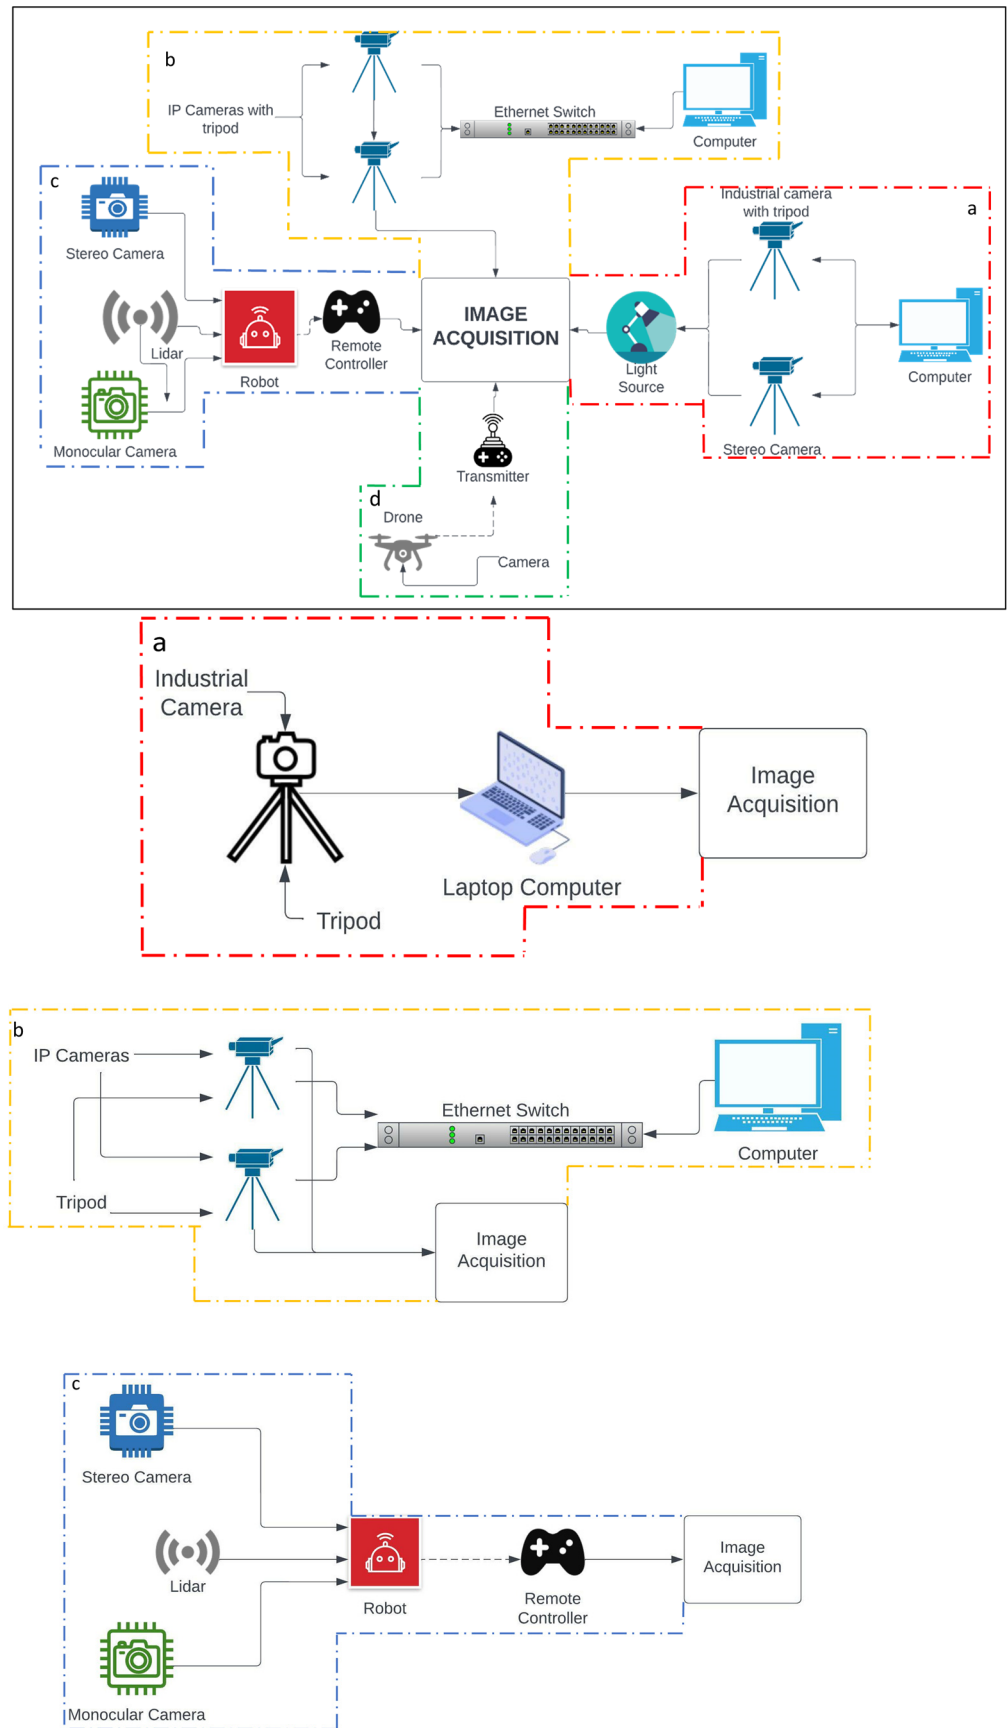 b
IP Cameras with
tripod
Ethernet Switch
Computer
c
Stereo Camera
Lidar
Monocular Camera
Robot
Remote
Controller
IMAGE
ACQUISITION
Light
Source
Industrial camera
with tripod
a
Stereo Camera
Computer
Transmitter
d
Drone
Camera
a
Industrial
Camera
Tripod
Laptop Computer
Image
Acquisition
b
IP Cameras
Tripod
Ethernet Switch
Computer
Image
Acquisition
c
Stereo Camera
Lidar
Monocular Camera
Robot
Remote
Controller
Image
Acquisition